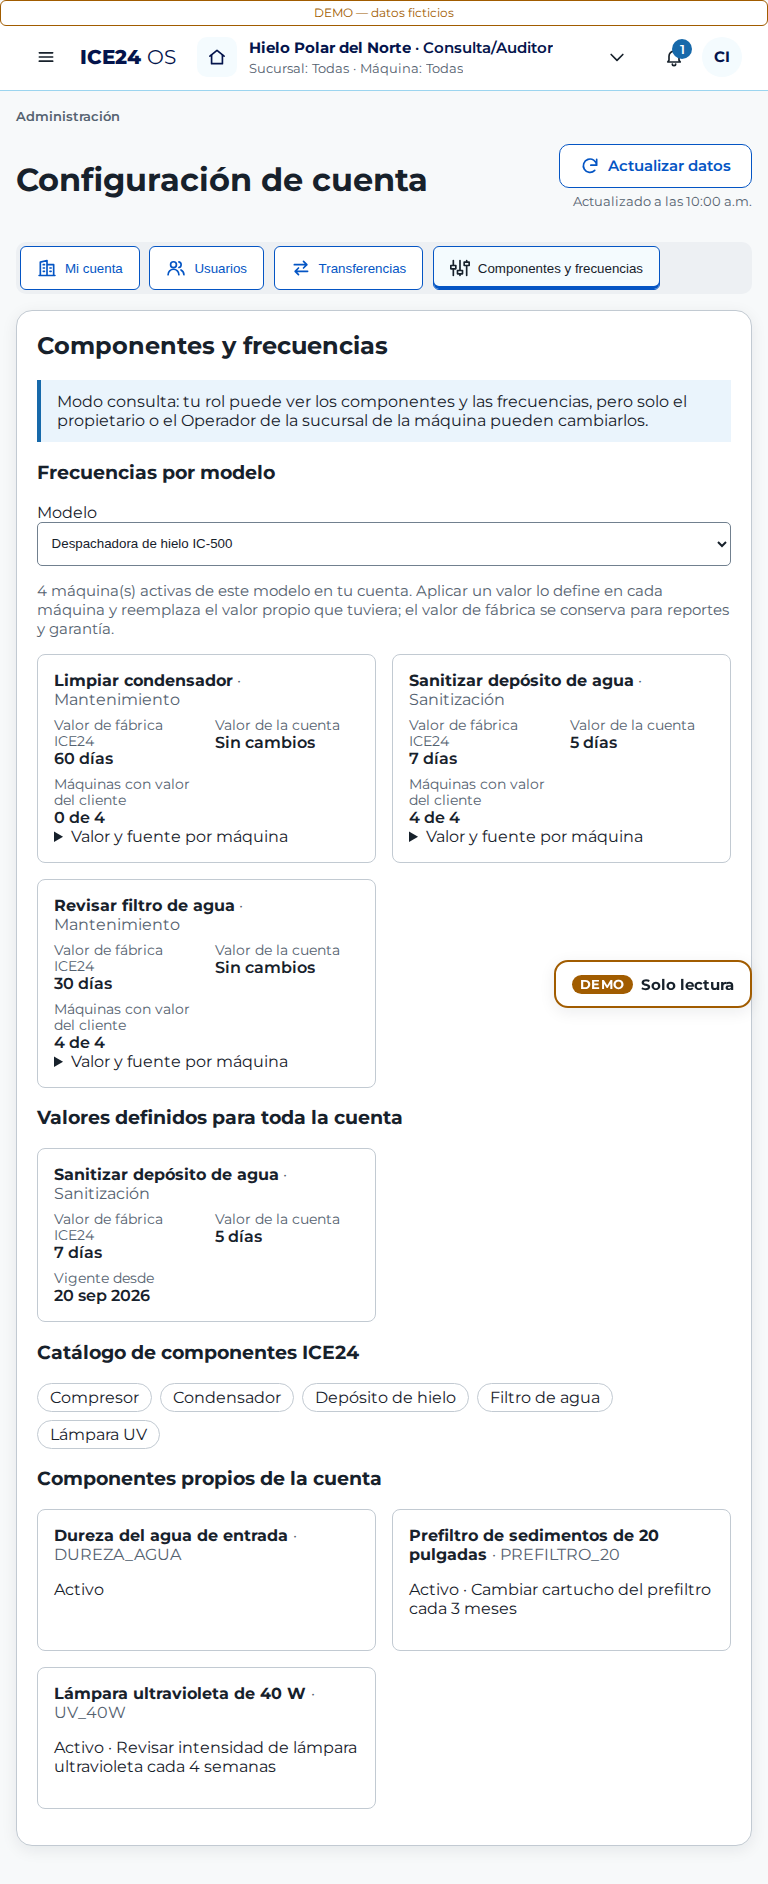 DEMO — datos ficticios
ICE24 OS
Hielo Polar del Norte · Consulta/Auditor
Sucursal: Todas · Máquina: Todas
1
CI
Administración
Configuración de cuenta
Actualizar datos
Actualizado a las 10:00 a.m.
Mi cuenta
Usuarios
Transferencias
Componentes y frecuencias
Componentes y frecuencias
Modo consulta: tu rol puede ver los componentes y las frecuencias, pero solo el
propietario o el Operador de la sucursal de la máquina pueden cambiarlos.
Frecuencias por modelo
Modelo
Despachadora de hielo IC-500
4 máquina(s) activas de este modelo en tu cuenta. Aplicar un valor lo define en cada
máquina y reemplaza el valor propio que tuviera; el valor de fábrica se conserva para reportes
y garantía.
Limpiar condensador ·
Mantenimiento
Valor de fábrica
ICE24
60 días
Valor de la cuenta
Sin cambios
Máquinas con valor
del cliente
0 de 4
Valor y fuente por máquina
Sanitizar depósito de agua ·
Sanitización
Valor de fábrica
ICE24
7 días
Valor de la cuenta
5 días
Máquinas con valor
del cliente
4 de 4
Valor y fuente por máquina
Revisar filtro de agua ·
Mantenimiento
Valor de fábrica
ICE24
30 días
Valor de la cuenta
Sin cambios
Máquinas con valor
del cliente
4 de 4
Valor y fuente por máquina
DEMO Solo lectura
Valores definidos para toda la cuenta
Sanitizar depósito de agua ·
Sanitización
Valor de fábrica
ICE24
7 días
Valor de la cuenta
5 días
Vigente desde
20 sep 2026
Catálogo de componentes ICE24
Compresor
Condensador
Depósito de hielo
Filtro de agua
Lámpara UV
Componentes propios de la cuenta
Dureza del agua de entrada ·
DUREZA_AGUA
Activo
Prefiltro de sedimentos de 20
pulgadas · PREFILTRO_20
Activo · Cambiar cartucho del prefiltro
cada 3 meses
Lámpara ultravioleta de 40 W ·
UV_40W
Activo · Revisar intensidad de lámpara
ultravioleta cada 4 semanas